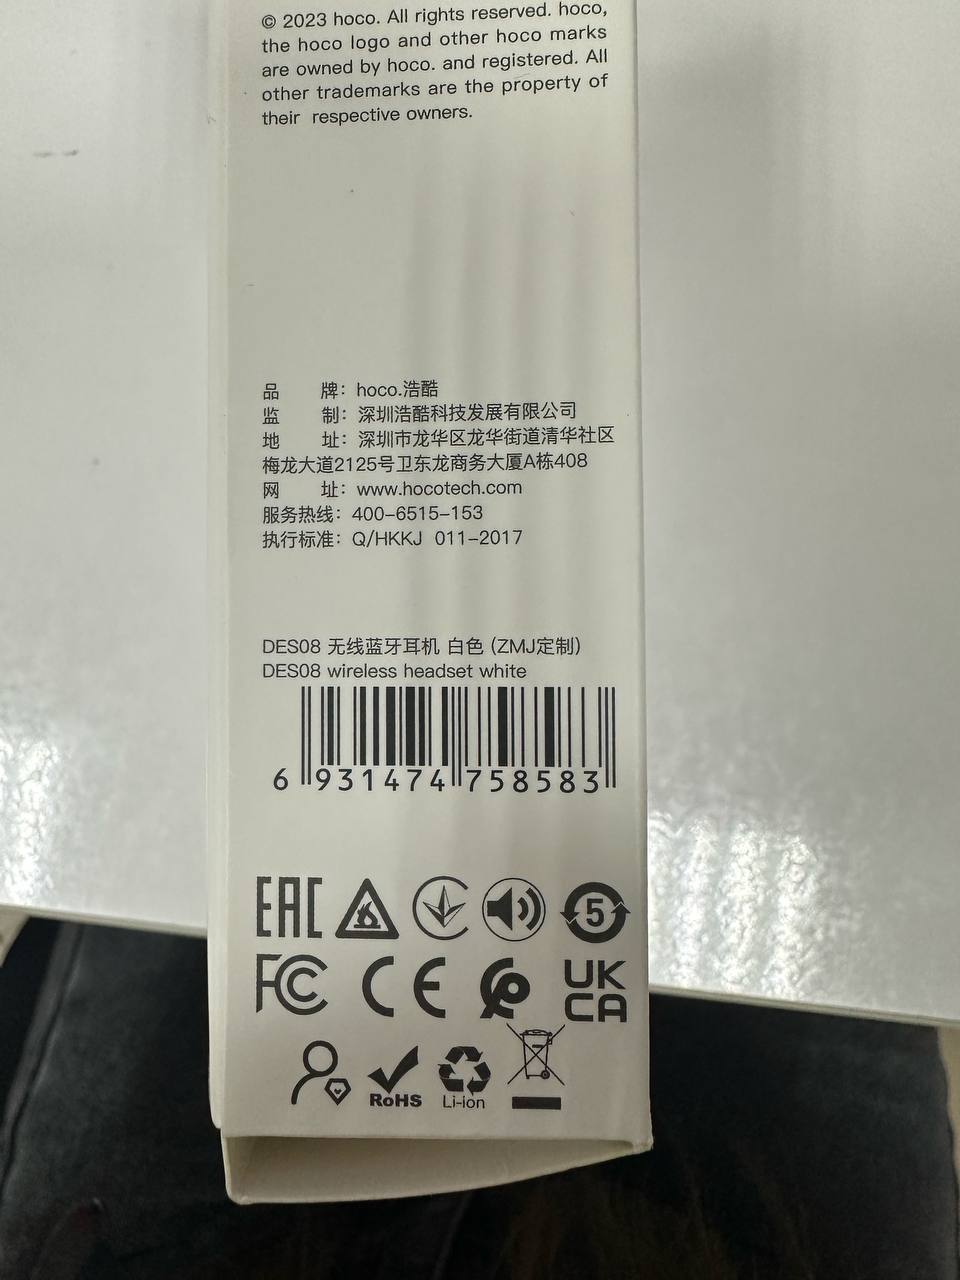 © 2023 hoco. All rights reserved. hoco,
the hoco logo and other hoco marks
are owned by hoco. and registered. All
other trademarks are the property of
their respective owners.
品 牌：hoco.浩酷
监 制：深圳浩酷科技发展有限公司
地 址：深圳市龙华区龙华街道清华社区
梅龙大道2125号卫东龙商务大厦A栋408
网 址：www.hocotech.com
服务热线：400-6515-153
执行标准：Q/HKKJ 011-2017
DES08 无线蓝牙耳机 白色 (ZMJ定制)
DES08 wireless headset white
6 931474 758583
EAC 5
FC CE UK
CA
RoHS Li-ion